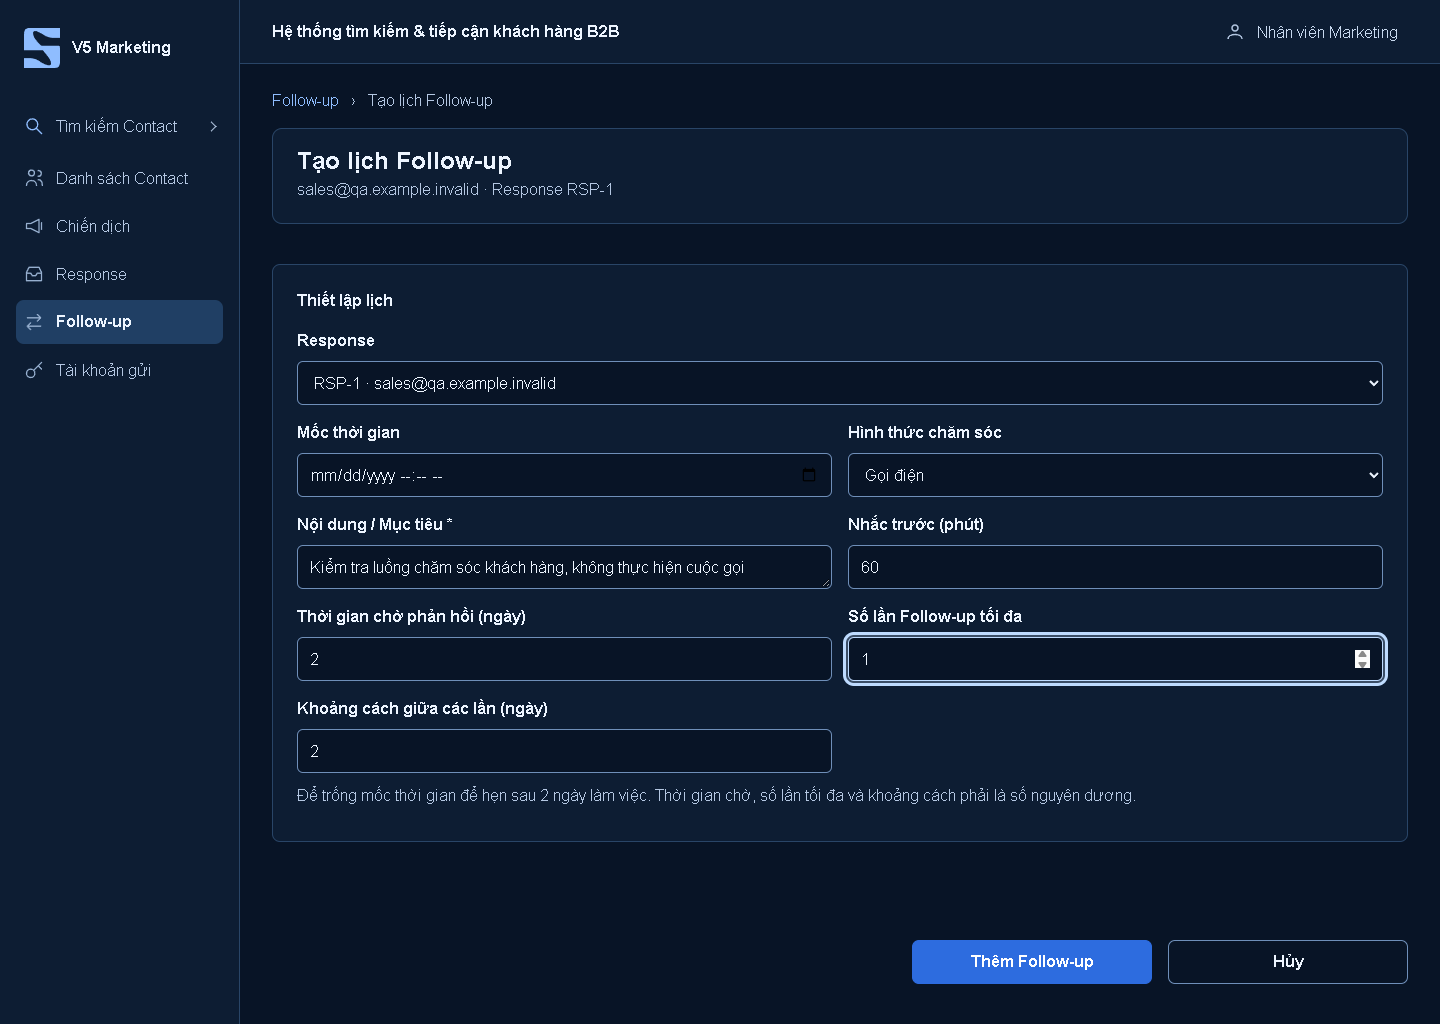 V5 Marketing
Hệ thống tìm kiếm & tiếp cận khách hàng B2B
Nhân viên Marketing
Tìm kiếm Contact
Danh sách Contact
Chiến dịch
Response
Follow-up
Tài khoản gửi
Follow-up › Tạo lịch Follow-up
Tạo lịch Follow-up
sales@qa.example.invalid · Response RSP-1
Thiết lập lịch
Response
RSP-1 · sales@qa.example.invalid
Mốc thời gian
mm/dd/yyyy --:-- --
Hình thức chăm sóc
Gọi điện
Nội dung / Mục tiêu *
Kiểm tra luồng chăm sóc khách hàng, không thực hiện cuộc gọi
Nhắc trước (phút)
60
Thời gian chờ phản hồi (ngày)
2
Số lần Follow-up tối đa
1
Khoảng cách giữa các lần (ngày)
2
Để trống mốc thời gian để hẹn sau 2 ngày làm việc. Thời gian chờ, số lần tối đa và khoảng cách phải là số nguyên dương.
Thêm Follow-up
Hủy